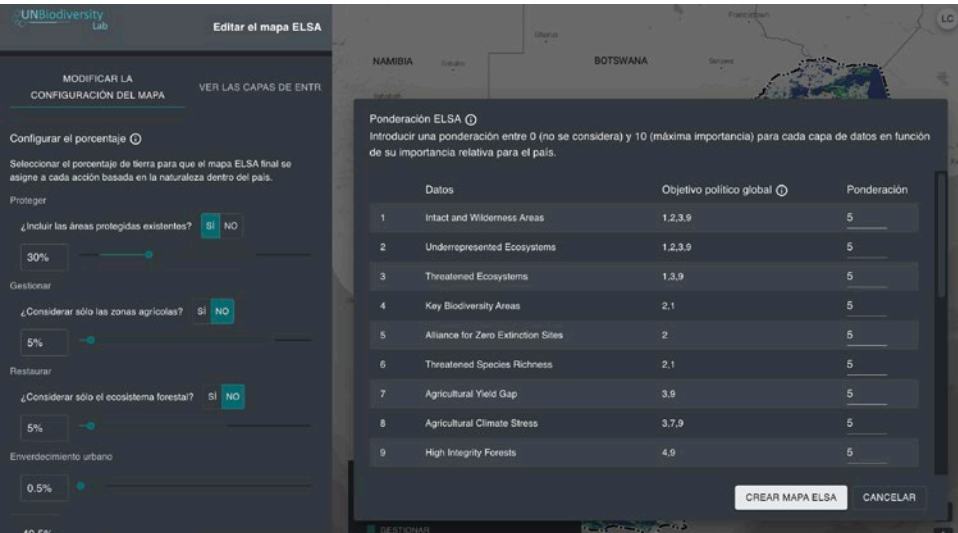 UNBiodiversity
Lab
Editar el mapa ELSA
MODIFICAR LA
CONFIGURACIÓN DEL MAPA
VER LAS CAPAS DE ENTR
Configurar el porcentaje
Seleccionar el porcentaje de tierra para que el mapa ELSA final se
asigne a cada acción basada en la naturaleza dentro del país.
Proteger
¿Incluir las áreas protegidas existentes? SÍ NO
30%
Gestionar
¿Considerar sólo las zonas agrícolas? SÍ NO
5%
Restaurar
¿Considerar sólo el ecosistema forestal? SÍ NO
5%
Enverdecimiento urbano
0.5%
40.5%
LC
NAMIBIA
BOTSWANA
Ponderación ELSA
Introducir una ponderación entre 0 (no se considera) y 10 (máxima importancia) para cada capa de datos en función
de su importancia relativa para el país.
Datos Objetivo político global Ponderación
1 Intact and Wilderness Areas 1,2,3,9 5
2 Underrepresented Ecosystems 1,2,3,9 5
3 Threatened Ecosystems 1,3,9 5
4 Key Biodiversity Areas 2,1 5
5 Alliance for Zero Extinction Sites 2 5
6 Threatened Species Richness 2,1 5
7 Agricultural Yield Gap 3,9 5
8 Agricultural Climate Stress 3,7,9 5
9 High Integrity Forests 4,9 5
CREAR MAPA ELSA CANCELAR
GESTIONAR